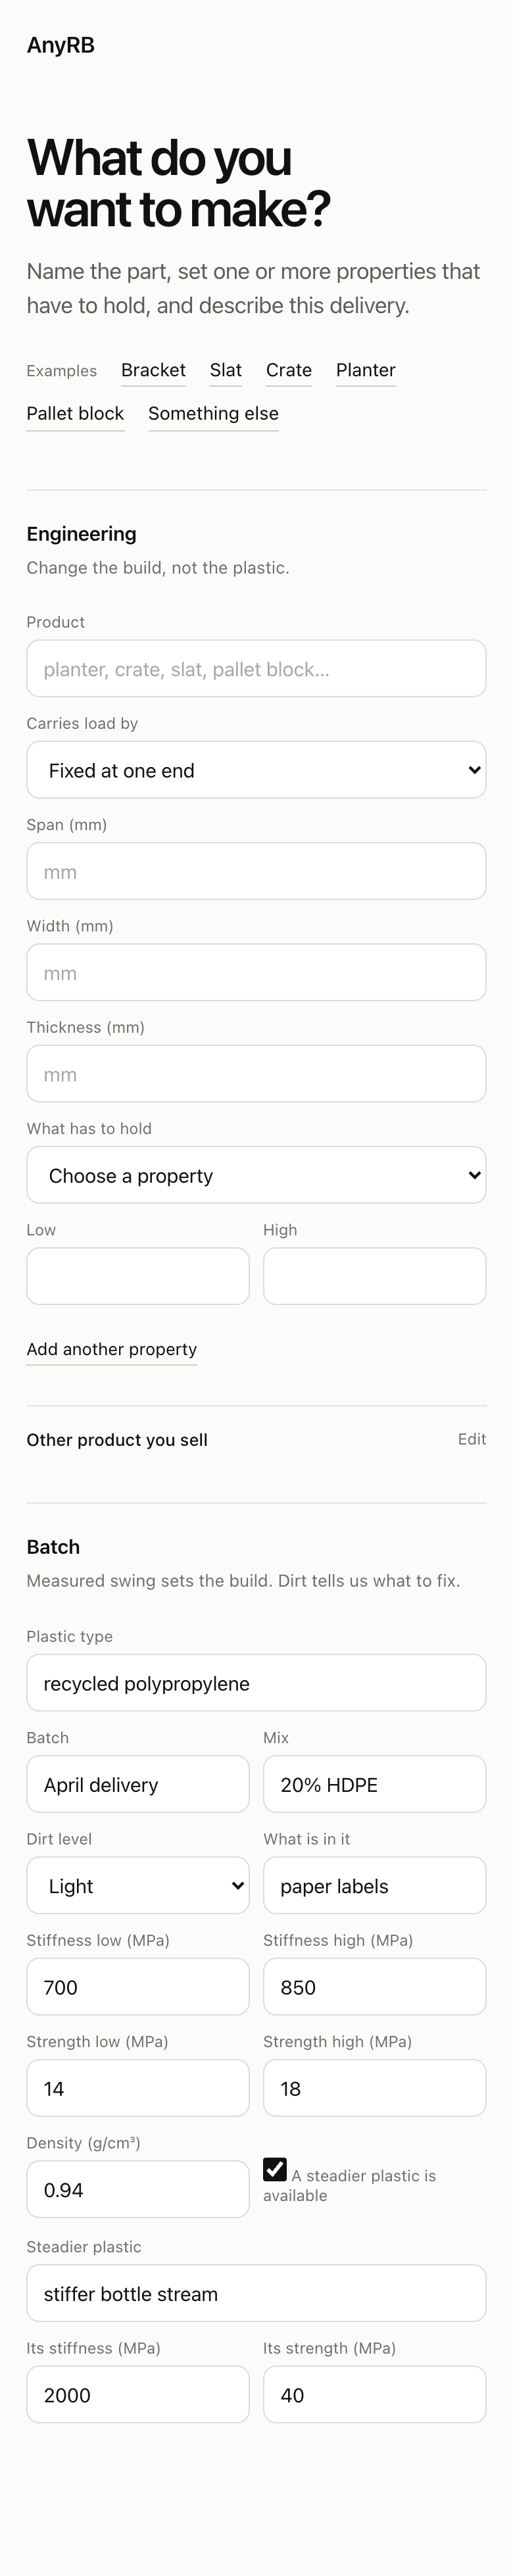 AnyRB
What do you
want to make?
Name the part, set one or more properties that
have to hold, and describe this delivery.
Examples Bracket Slat Crate Planter
Pallet block Something else
Engineering
Change the build, not the plastic.
Product
planter, crate, slat, pallet block...
Carries load by
Fixed at one end
Span (mm)
mm
Width (mm)
mm
Thickness (mm)
mm
What has to hold
Choose a property
Low High
Add another property
Other product you sell Edit
Batch
Measured swing sets the build. Dirt tells us what to fix.
Plastic type
recycled polypropylene
Batch Mix
April delivery 20% HDPE
Dirt level What is in it
Light paper labels
Stiffness low (MPa) Stiffness high (MPa)
700 850
Strength low (MPa) Strength high (MPa)
14 18
Density (g/cm³)
0.94 A steadier plastic is
available
Steadier plastic
stiffer bottle stream
Its stiffness (MPa) Its strength (MPa)
2000 40